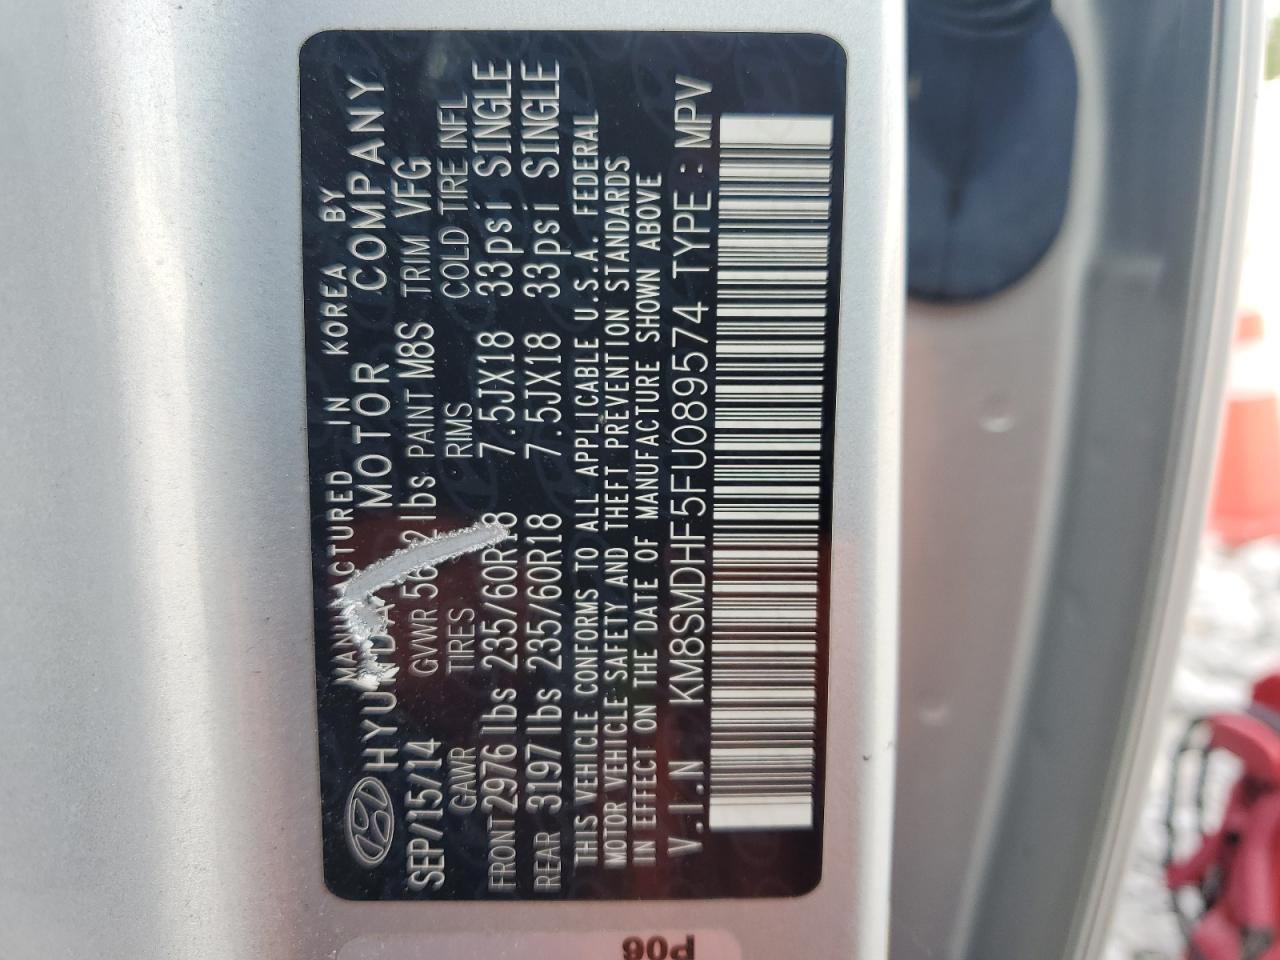 MANUFACTURED IN KOREA BY
HYUNDAI MOTOR COMPANY
SEP/15/14 GVWR lbs PAINT M8S TRIM VFG
GAWR TIRES RIMS COLD TIRE INFL
FRONT 2976 lbs 235/60R18 7.5JX18 33psi SINGLE
REAR 3197 lbs 235/60R18 7.5JX18 33psi SINGLE
THIS VEHICLE CONFORMS TO ALL APPLICABLE U.S.A. FEDERAL
MOTOR VEHICLE SAFETY AND THEFT PREVENTION STANDARDS
IN EFFECT ON THE DATE OF MANUFACTURE SHOWN ABOVE
V.I.N KM8SMDHF5FU089574 TYPE : MPV
P06